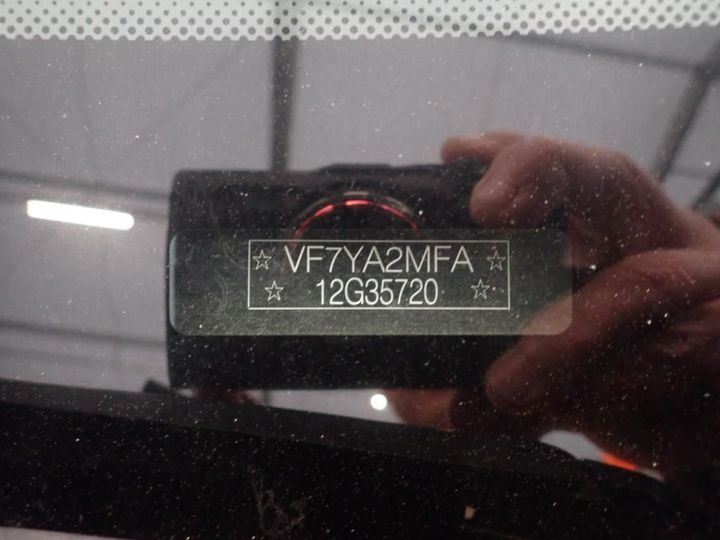 ☆ VF7YA2MFA ☆
☆ 12G35720 ☆